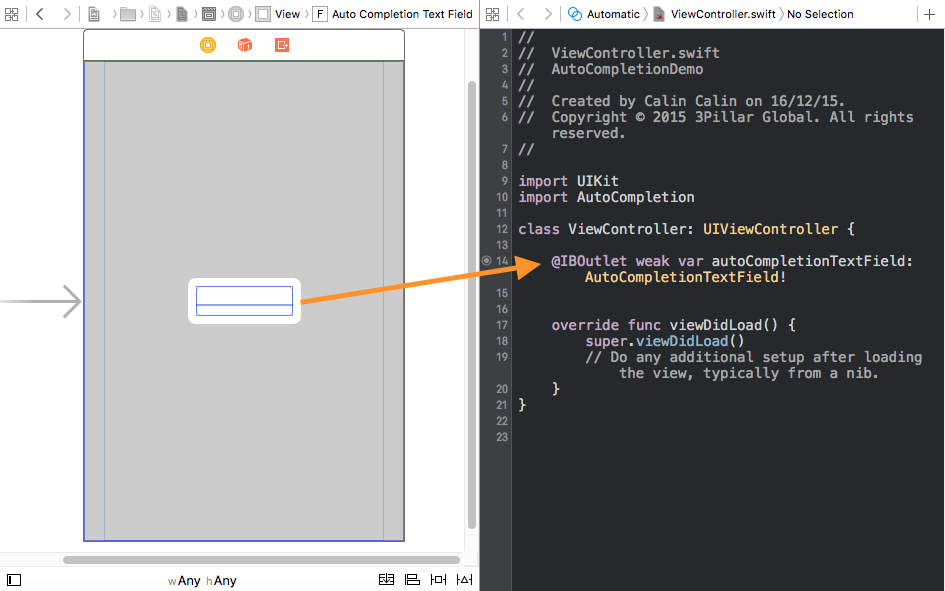 View
F Auto Completion Text Field
Automatic ViewController.swift No Selection
1 //
2 // ViewController.swift
3 // AutoCompletionDemo
4 //
5 // Created by Calin Calin on 16/12/15.
6 // Copyright © 2015 3Pillar Global. All rights
reserved.
7 //
8
9 import UIKit
10 import AutoCompletion
11
12 class ViewController: UIViewController {
13
14 @IBOutlet weak var autoCompletionTextField:
AutoCompletionTextField!
15
16
17 override func viewDidLoad() {
18 super.viewDidLoad()
19 // Do any additional setup after loading
the view, typically from a nib.
20 }
21 }
22
23
wAny hAny